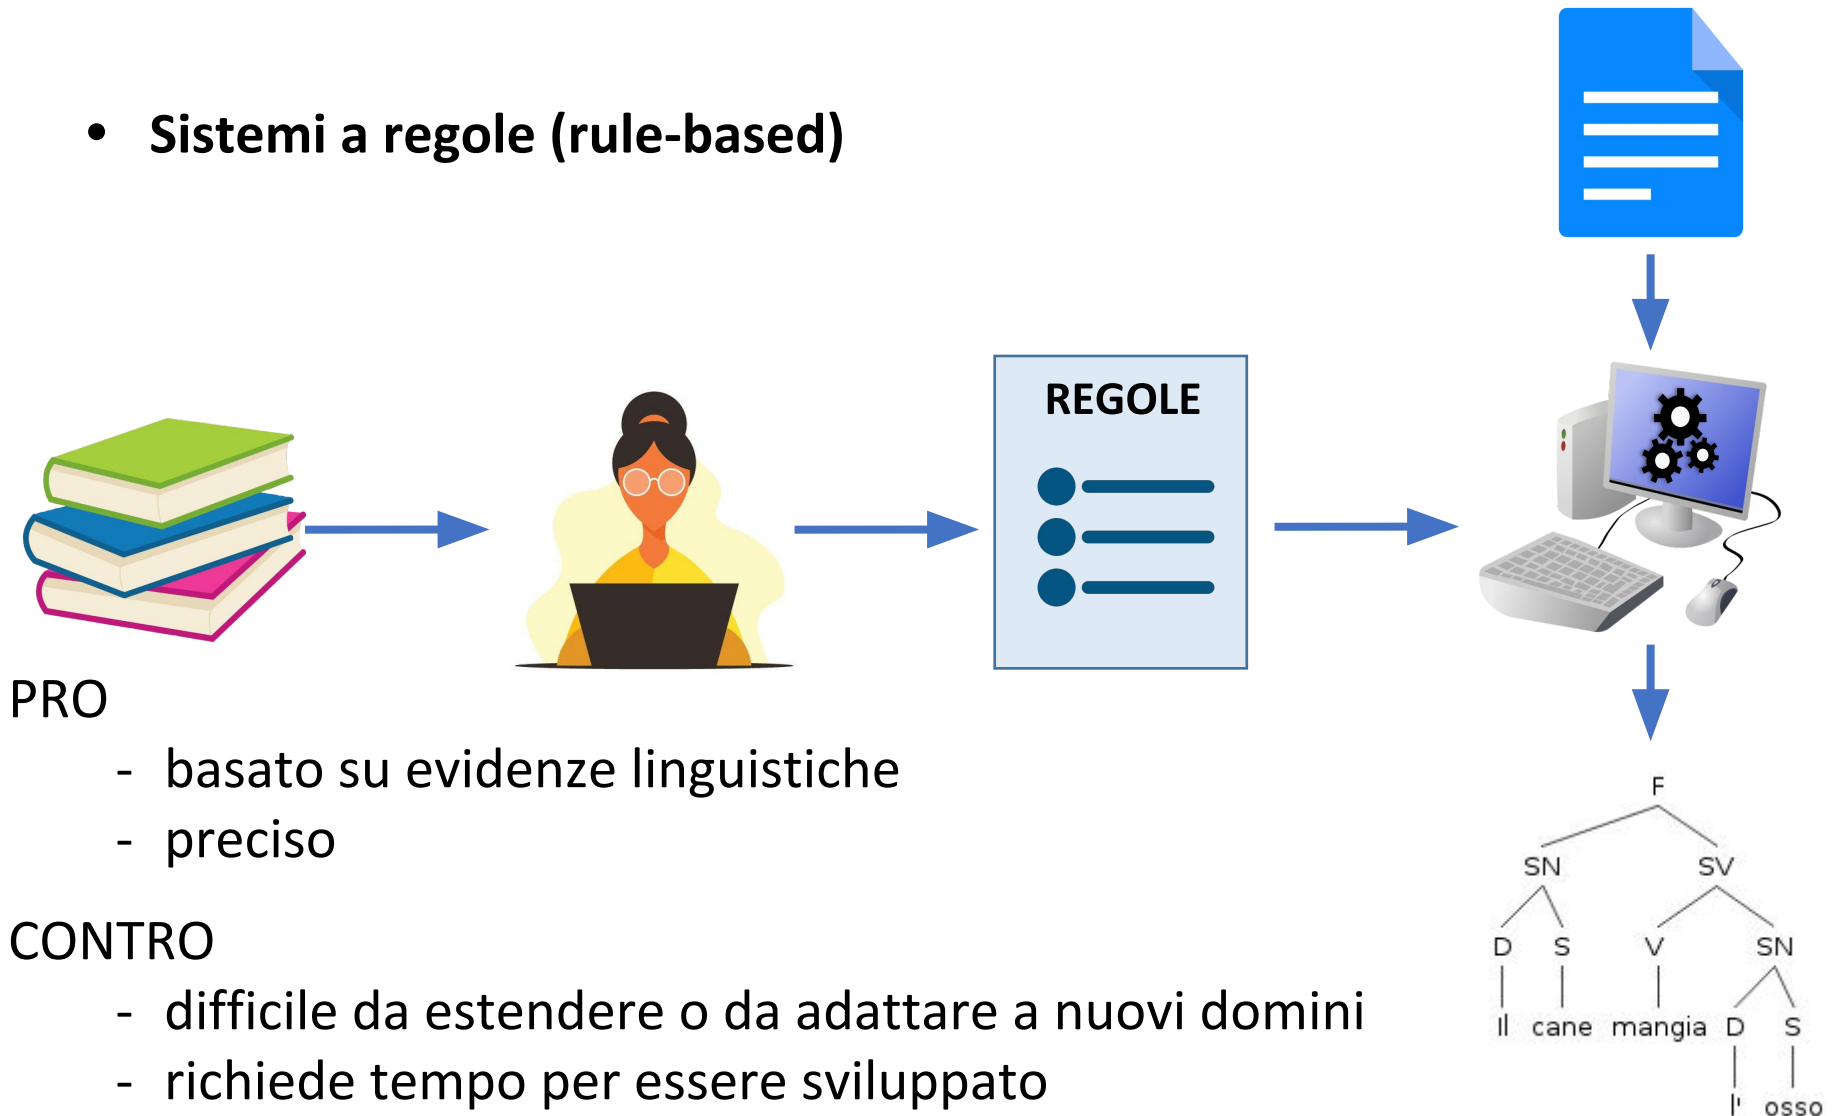 • Sistemi a regole (rule-based)
REGOLE
PRO
- basato su evidenze linguistiche
- preciso
CONTRO
- difficile da estendere o da adattare a nuovi domini
- richiede tempo per essere sviluppato
F
SN SV
D S V SN
Il cane mangia D S
l' osso